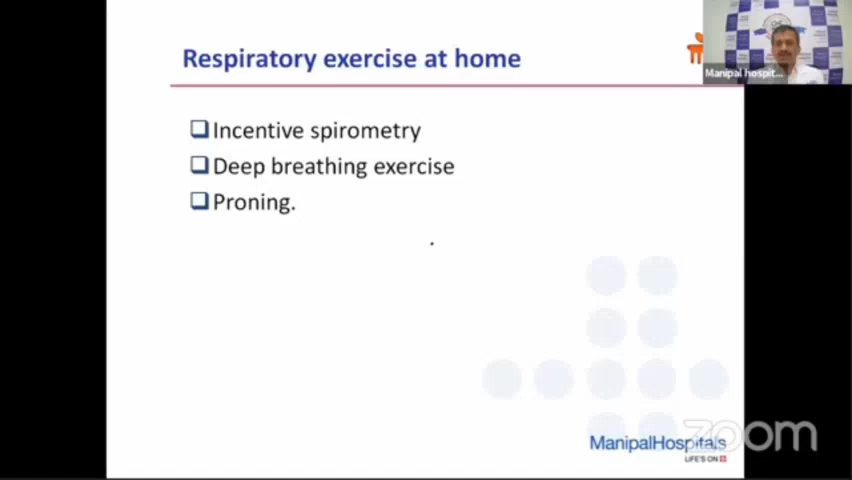 Respiratory exercise at home
Manipal hospit...
Incentive spirometry
Deep breathing exercise
Proning.
zoom
ManipalHospitals
LIFE'S ON